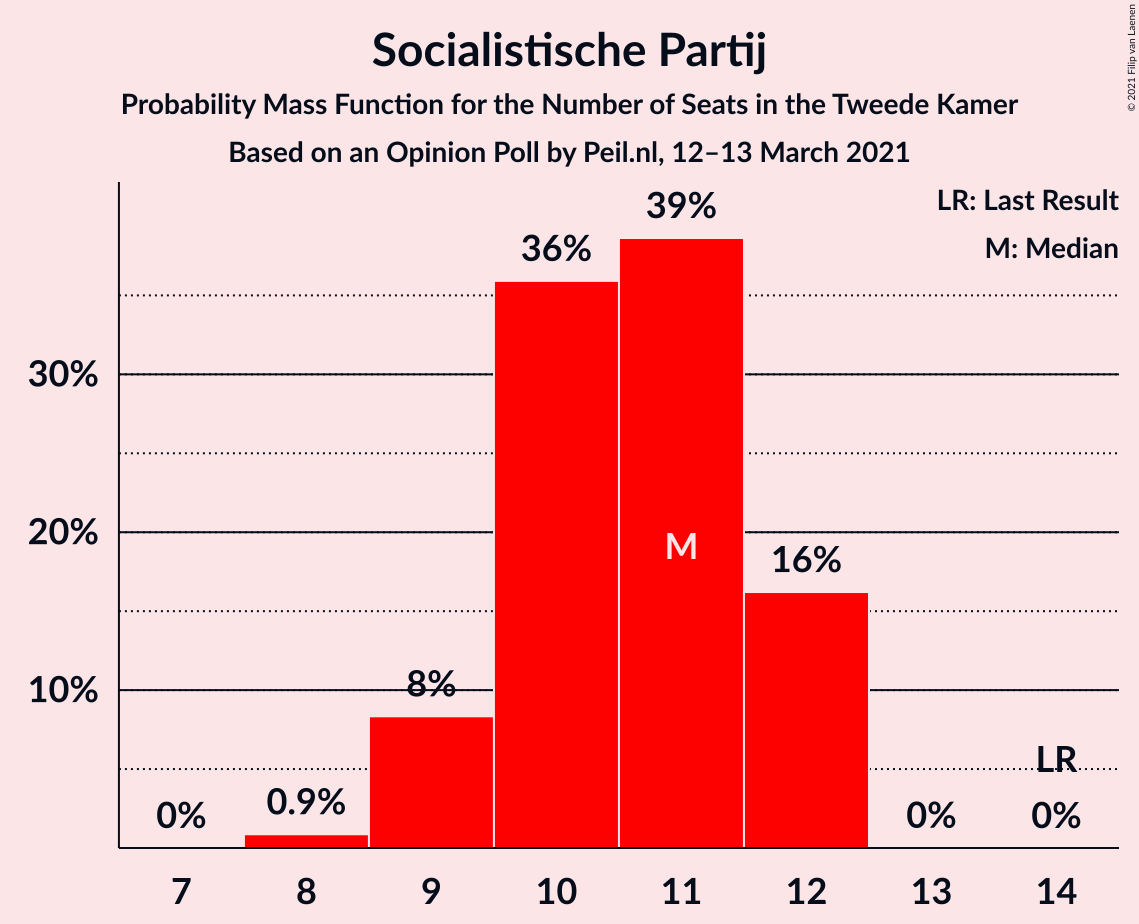 Socialistische Partij
Probability Mass Function for the Number of Seats in the Tweede Kamer
Based on an Opinion Poll by Peil.nl, 12–13 March 2021
© 2021 Filip van Laenen
LR: Last Result
M: Median
39%
36%
30%
20%
M
16%
10%
8%
LR
0%
0.9%
0%
0%
7 8 9 10 11 12 13 14